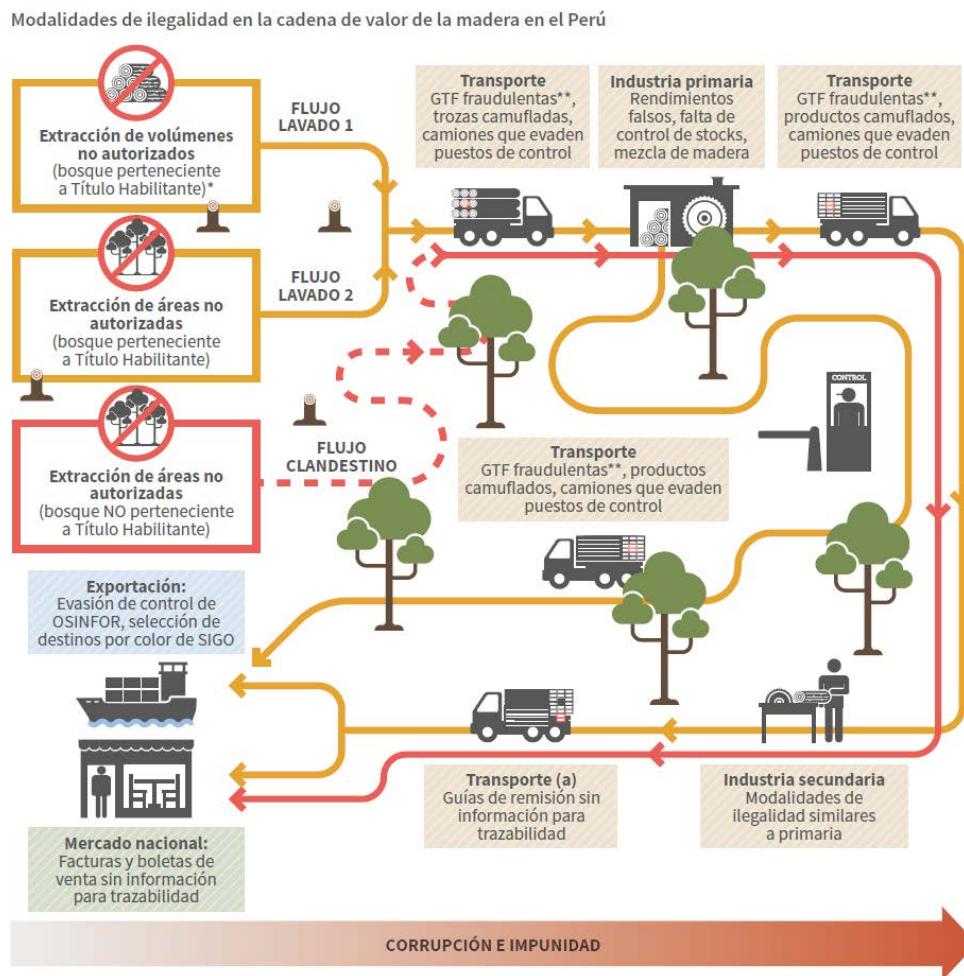 Modalidades de ilegalidad en la cadena de valor de la madera en el Perú
Extracción de volúmenes
no autorizados
(bosque perteneciente
a Título Habilitante)*
FLUJO
LAVADO 1
Transporte
GTF fraudulentas**,
trozas camufladas,
camiones que evaden
puestos de control
Industria primaria
Rendimientos
falsos, falta de
control de stocks,
mezcla de madera
Transporte
GTF fraudulentas**,
productos camuflados,
camiones que evaden
puestos de control
Extracción de áreas no
autorizadas
(bosque perteneciente
a Título Habilitante)
FLUJO
LAVADO 2
CONTROL
Extracción de áreas no
autorizadas
(bosque NO perteneciente
a Título Habilitante)
FLUJO
CLANDESTINO
Transporte
GTF fraudulentas**, productos
camuflados, camiones que evaden
puestos de control
Exportación:
Evasión de control de
OSINFOR, selección de
destinos por color de SIGO
Transporte (a)
Guías de remisión sin
información para
trazabilidad
Industria secundaria
Modalidades de
ilegalidad similares
a primaria
Mercado nacional:
Facturas y boletas de
venta sin información
para trazabilidad
CORRUPCIÓN E IMPUNIDAD